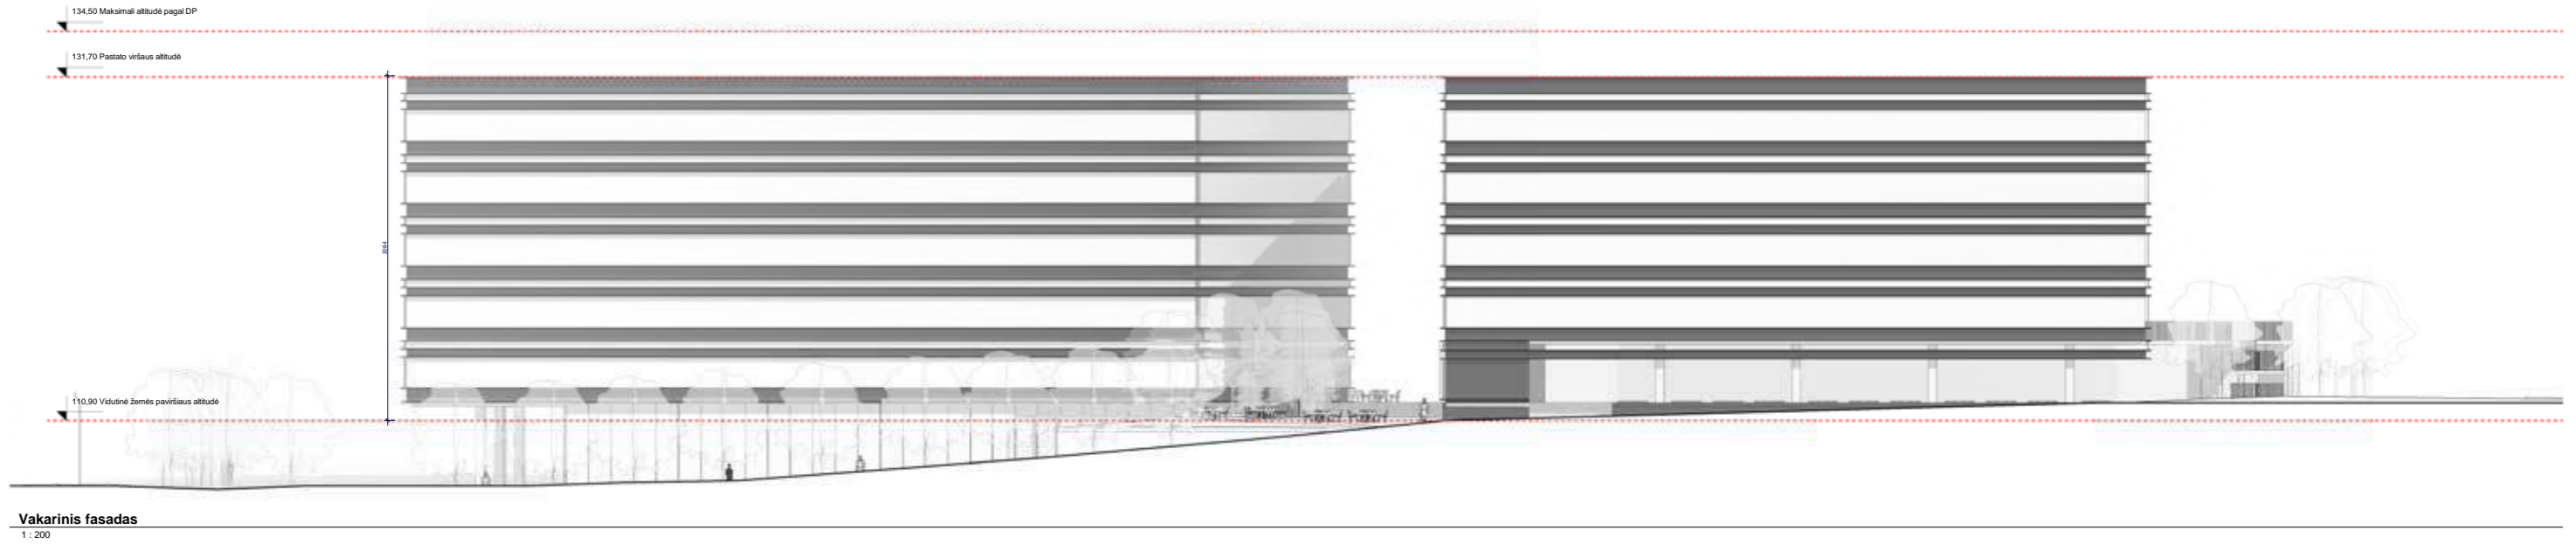 134,50 Maksimali altitudė pagal DP
131,70 Pastato viršaus altitudė
110,90 Vidutinė žemės paviršiaus altitudė
Vakarinis fasadas
1 : 200